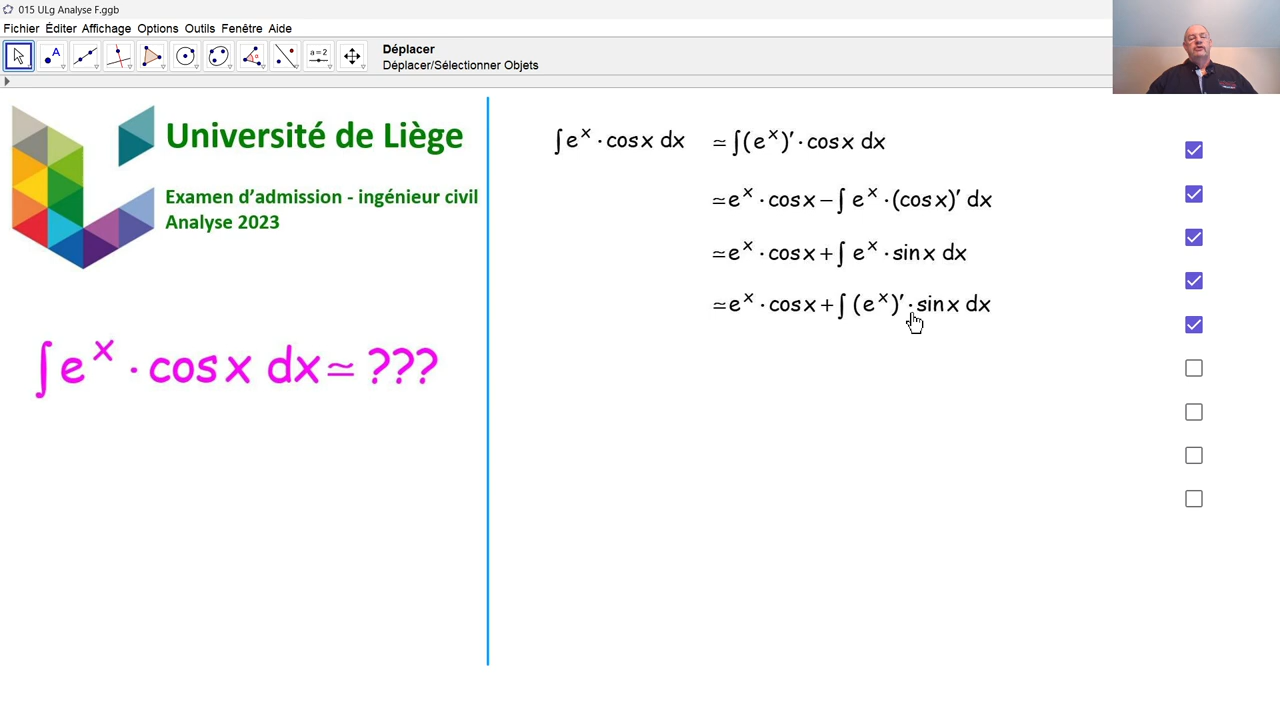 015 ULg Analyse F.ggb
Fichier Éditer Affichage Options Outils Fenêtre Aide
A
a=2
Déplacer
Déplacer/Sélectionner Objets
Université de Liège
Examen d’admission - ingénieur civil
Analyse 2023
∫eˣ · cos x dx ≃ ???
∫eˣ · cos x dx ≃ ∫(eˣ)′ · cos x dx
≃ eˣ · cos x − ∫ eˣ · (cos x)′ dx
≃ eˣ · cos x + ∫ eˣ · sin x dx
≃ eˣ · cos x + ∫ (eˣ)′ · sin x dx